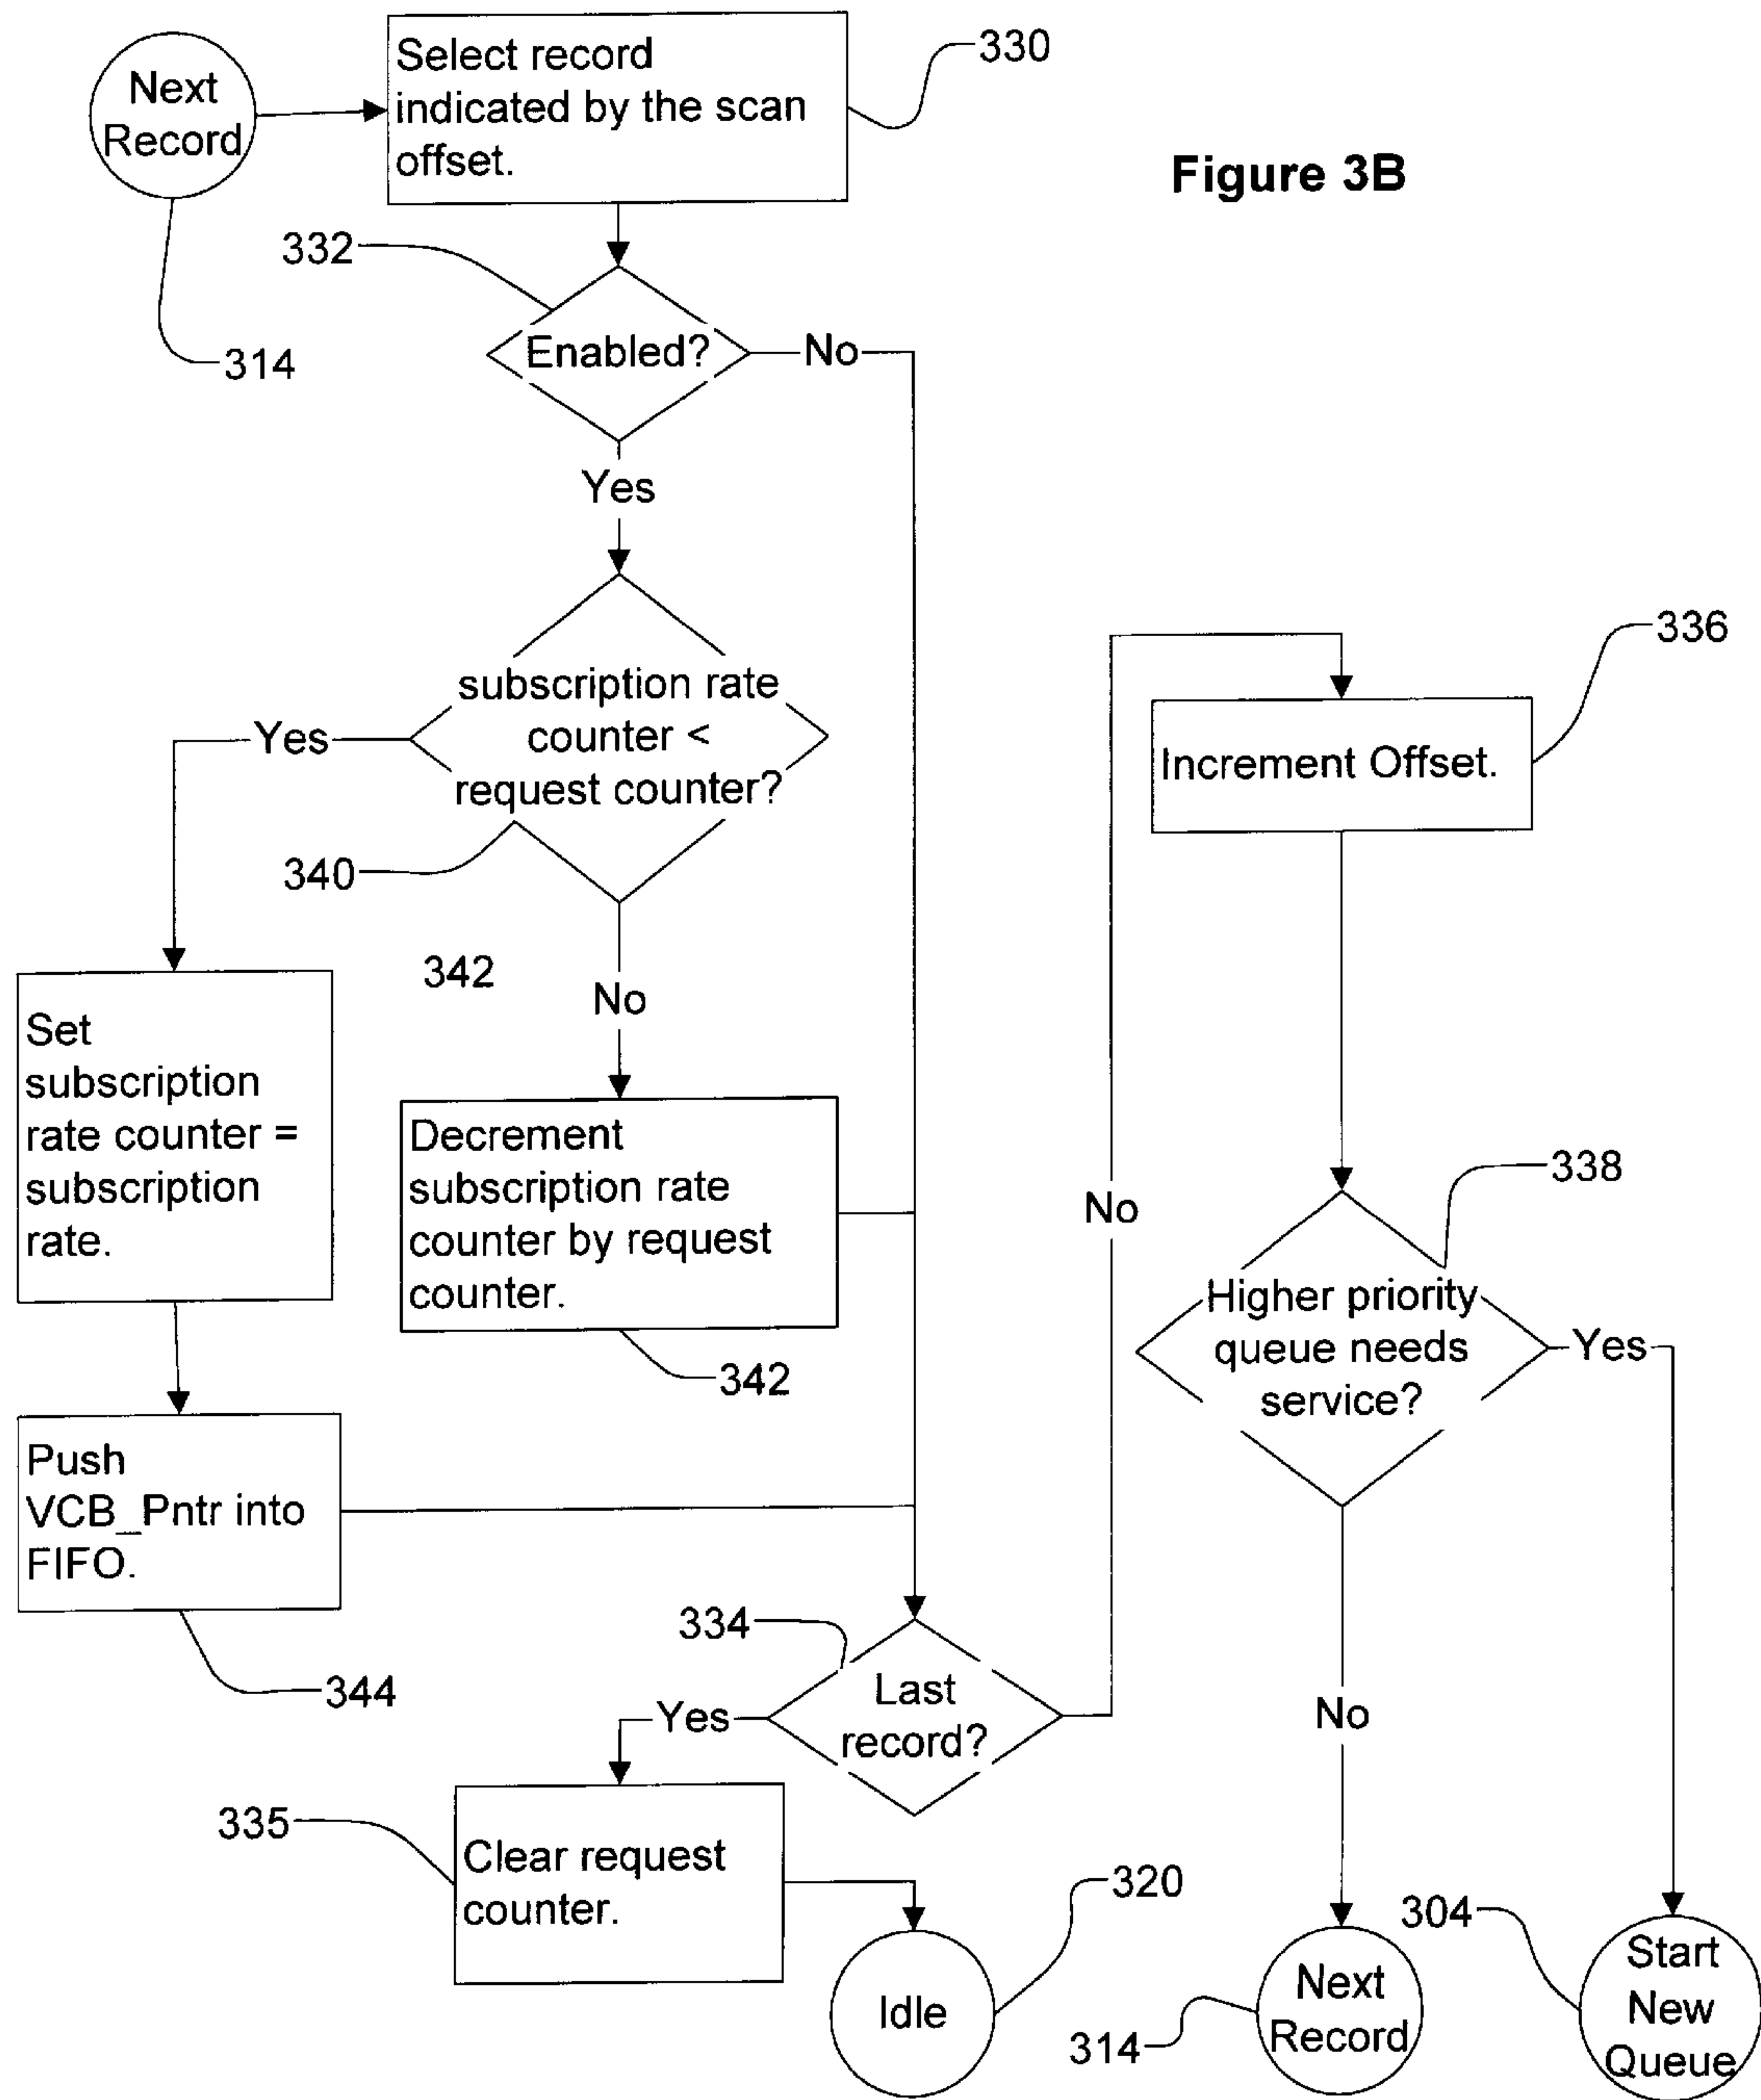 Next
Record
314
Select record
indicated by the scan
offset.
330
Figure 3B
332
Enabled?
No
Yes
subscription rate
counter <
request counter?
Yes
340
342
No
Set
subscription
rate counter =
subscription
rate.
Decrement
subscription rate
counter by request
counter.
342
Push
VCB_Pntr into
FIFO.
344
334
Last
record?
Yes
No
335
Clear request
counter.
320
Idle
336
Increment Offset.
338
Higher priority
queue needs
service?
Yes
No
314
Next
Record
304
Start
New
Queue